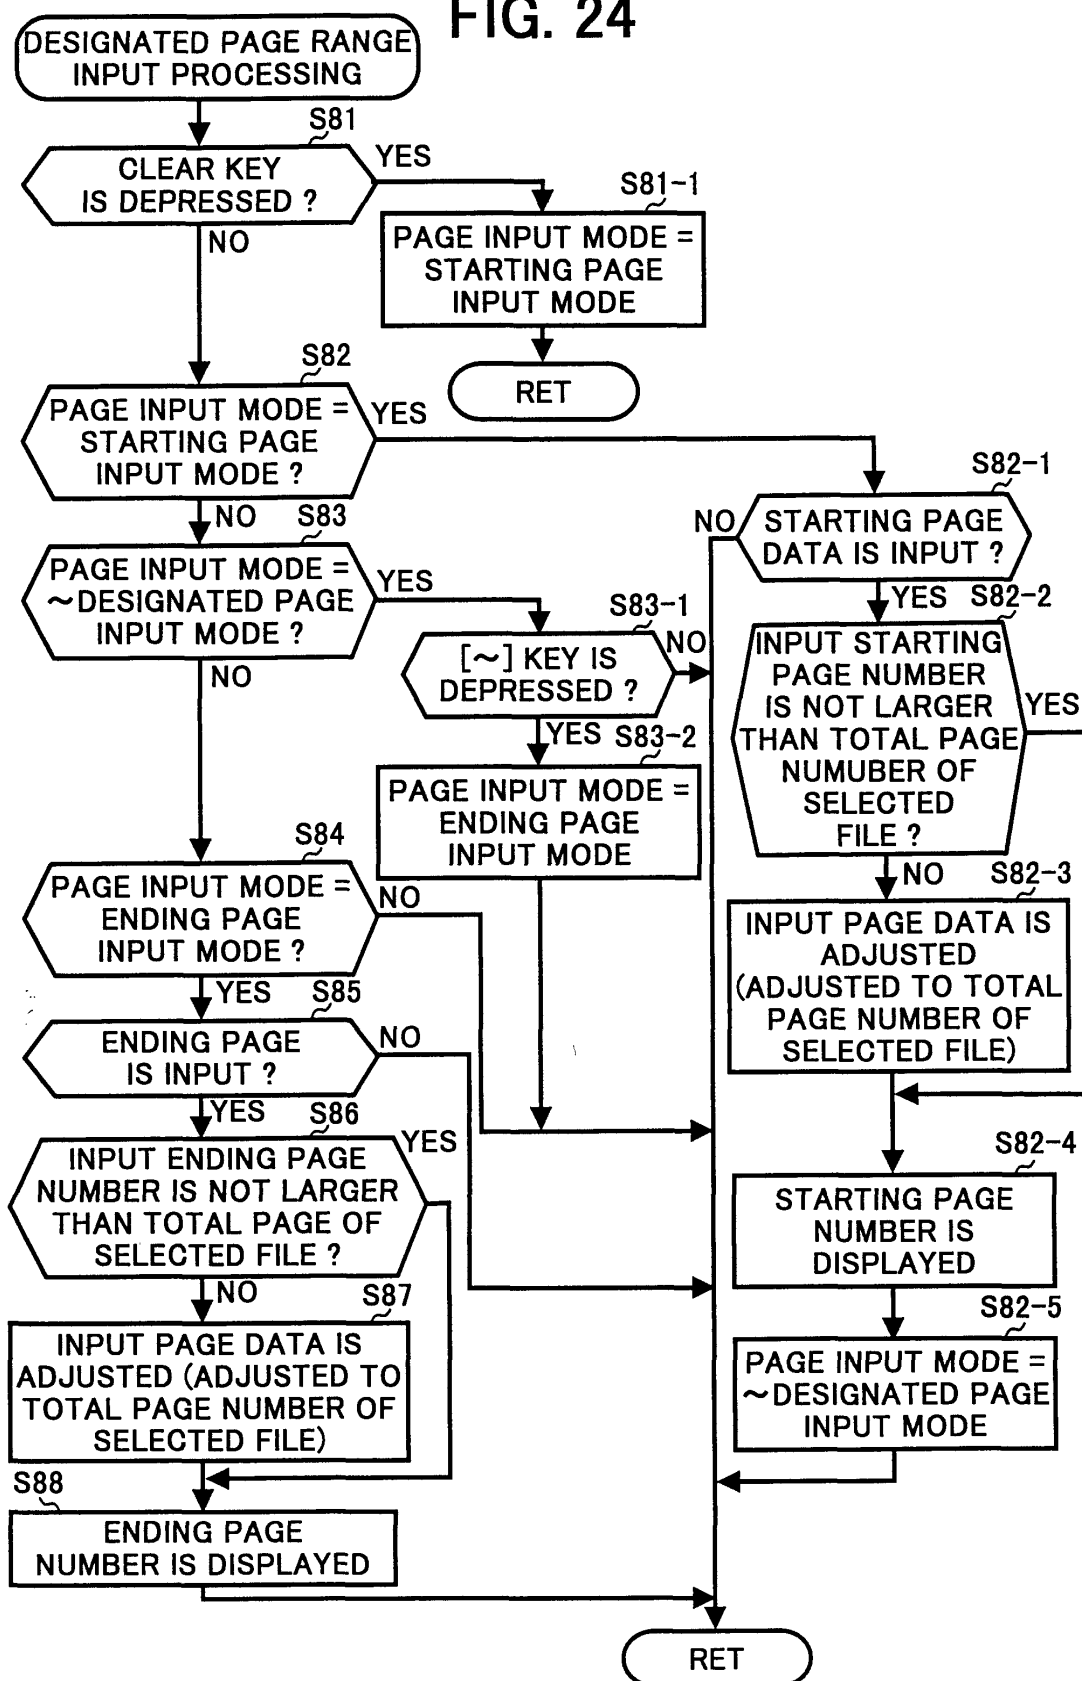 FIG. 24
DESIGNATED PAGE RANGE
INPUT PROCESSING
S81
CLEAR KEY
IS DEPRESSED ?
YES
NO
S81-1
PAGE INPUT MODE =
STARTING PAGE
INPUT MODE
RET
S82
PAGE INPUT MODE =
STARTING PAGE
INPUT MODE ?
YES
NO
S82-1
STARTING PAGE
DATA IS INPUT ?
NO
YES
S82-2
INPUT STARTING
PAGE NUMBER
IS NOT LARGER
THAN TOTAL PAGE
NUMUBER OF
SELECTED
FILE ?
YES
NO
S82-3
INPUT PAGE DATA IS
ADJUSTED
(ADJUSTED TO TOTAL
PAGE NUMBER OF
SELECTED FILE)
S82-4
STARTING PAGE
NUMBER IS
DISPLAYED
S82-5
PAGE INPUT MODE =
~DESIGNATED PAGE
INPUT MODE
S83
PAGE INPUT MODE =
~DESIGNATED PAGE
INPUT MODE ?
YES
NO
S83-1
[~] KEY IS
DEPRESSED ?
NO
YES
S83-2
PAGE INPUT MODE =
ENDING PAGE
INPUT MODE
S84
PAGE INPUT MODE =
ENDING PAGE
INPUT MODE ?
NO
YES
S85
ENDING PAGE
IS INPUT ?
NO
YES
S86
INPUT ENDING PAGE
NUMBER IS NOT LARGER
THAN TOTAL PAGE OF
SELECTED FILE ?
YES
NO
S87
INPUT PAGE DATA IS
ADJUSTED (ADJUSTED TO
TOTAL PAGE NUMBER OF
SELECTED FILE)
S88
ENDING PAGE
NUMBER IS DISPLAYED
RET